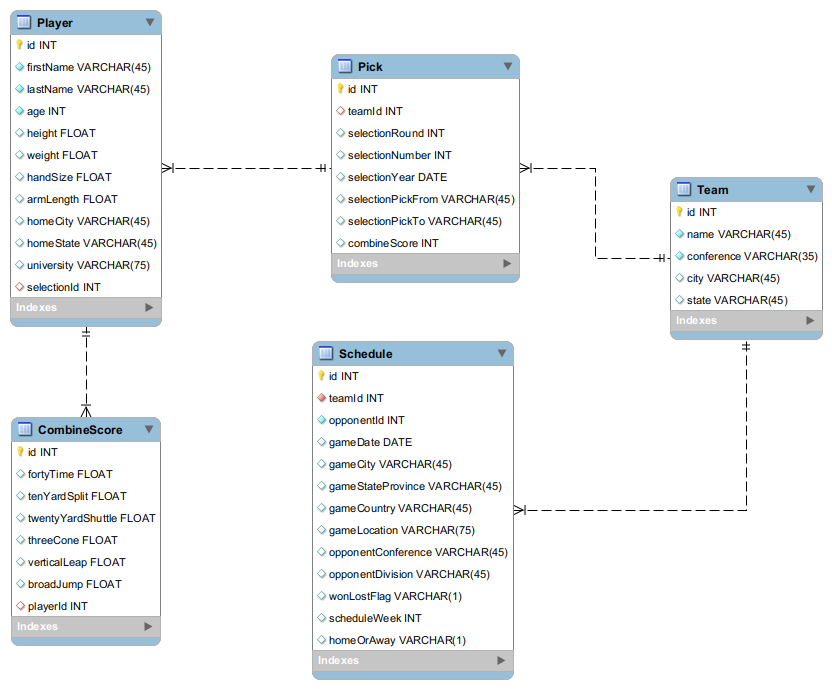 Player
id INT
firstName VARCHAR(45)
lastName VARCHAR(45)
age INT
height FLOAT
weight FLOAT
handSize FLOAT
armLength FLOAT
homeCity VARCHAR(45)
homeState VARCHAR(45)
university VARCHAR(75)
selectionId INT
Indexes
Pick
id INT
teamId INT
selectionRound INT
selectionNumber INT
selectionYear DATE
selectionPickFrom VARCHAR(45)
selectionPickTo VARCHAR(45)
combineScore INT
Indexes
Team
id INT
name VARCHAR(45)
conference VARCHAR(35)
city VARCHAR(45)
state VARCHAR(45)
Indexes
CombineScore
id INT
fortyTime FLOAT
tenYardSplit FLOAT
twentyYardShuttle FLOAT
threeCone FLOAT
verticalLeap FLOAT
broadJump FLOAT
playerId INT
Indexes
Schedule
id INT
teamId INT
opponentId INT
gameDate DATE
gameCity VARCHAR(45)
gameStateProvince VARCHAR(45)
gameCountry VARCHAR(45)
gameLocation VARCHAR(75)
opponentConference VARCHAR(45)
opponentDivision VARCHAR(45)
wonLostFlag VARCHAR(1)
scheduleWeek INT
homeOrAway VARCHAR(1)
Indexes